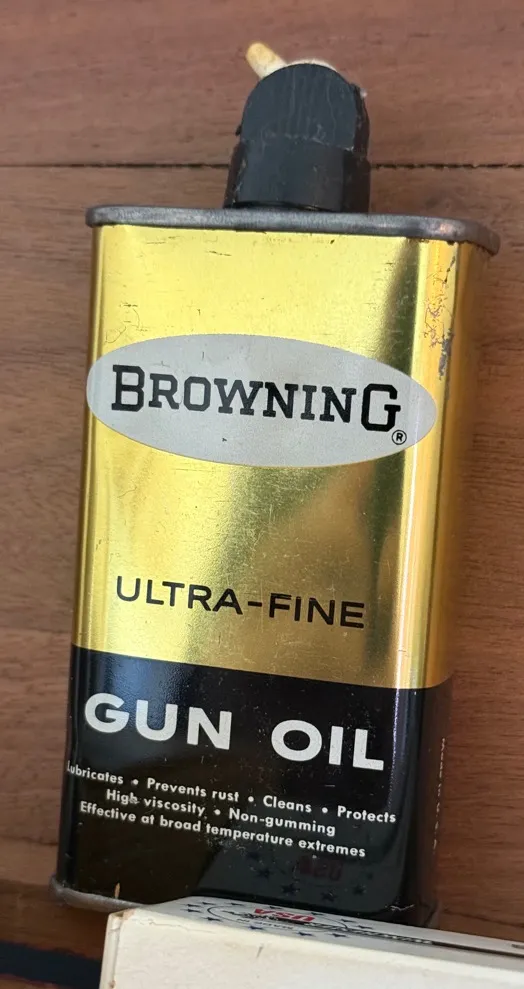 BROWNING
®
ULTRA-FINE
GUN OIL
Lubricates • Prevents rust • Cleans • Protects
High viscosity • Non-gumming
Effective at broad temperature extremes
USA